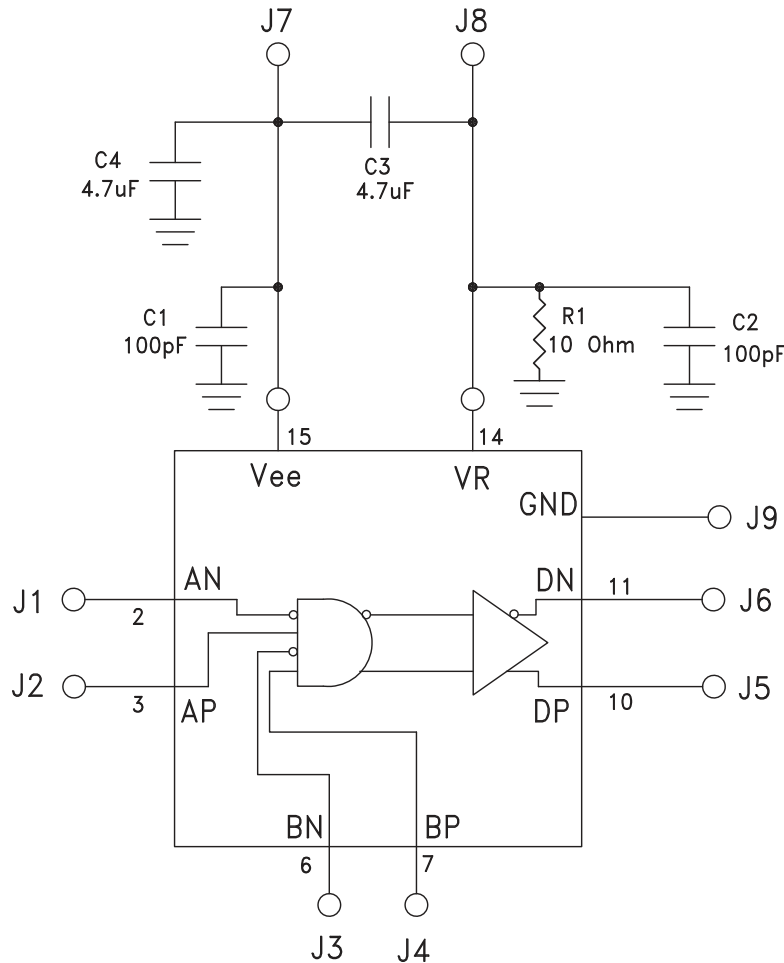 J7
J8
C4
4.7uF
C3
4.7uF
C1
100pF
R1
10 Ohm
C2
100pF
15
14
Vee
VR
GND
J9
J1
2
AN
DN
11
J6
J2
3
AP
DP
10
J5
BN
BP
6
7
J3
J4